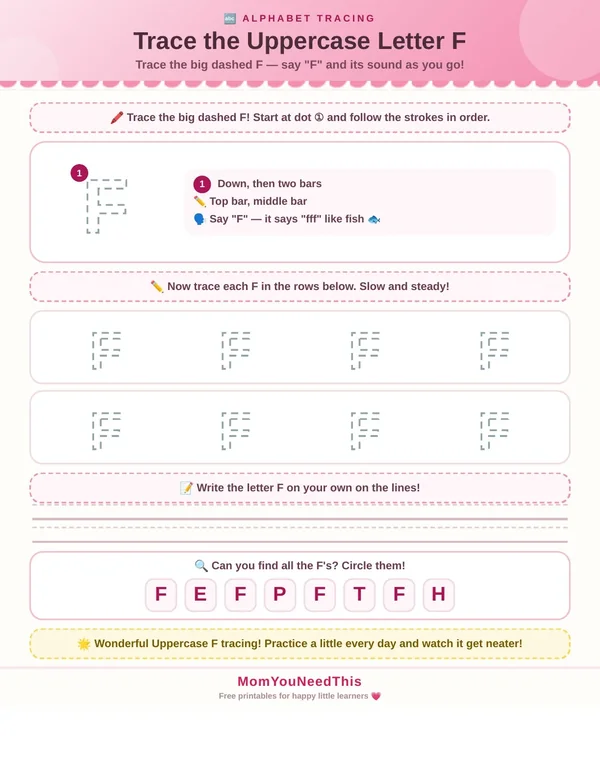 🔤 ALPHABET TRACING
Trace the Uppercase Letter F
Trace the big dashed F — say "F" and its sound as you go!
🖍️ Trace the big dashed F! Start at dot ① and follow the strokes in order.
1
F
1 Down, then two bars
✏️ Top bar, middle bar
🗣️ Say "F" — it says "fff" like fish 🐟
✏️ Now trace each F in the rows below. Slow and steady!
F F F F
F F F F
📝 Write the letter F on your own on the lines!
🔍 Can you find all the F's? Circle them!
F E F P F T F H
🌟 Wonderful Uppercase F tracing! Practice a little every day and watch it get neater!
MomYouNeedThis
Free printables for happy little learners 💗